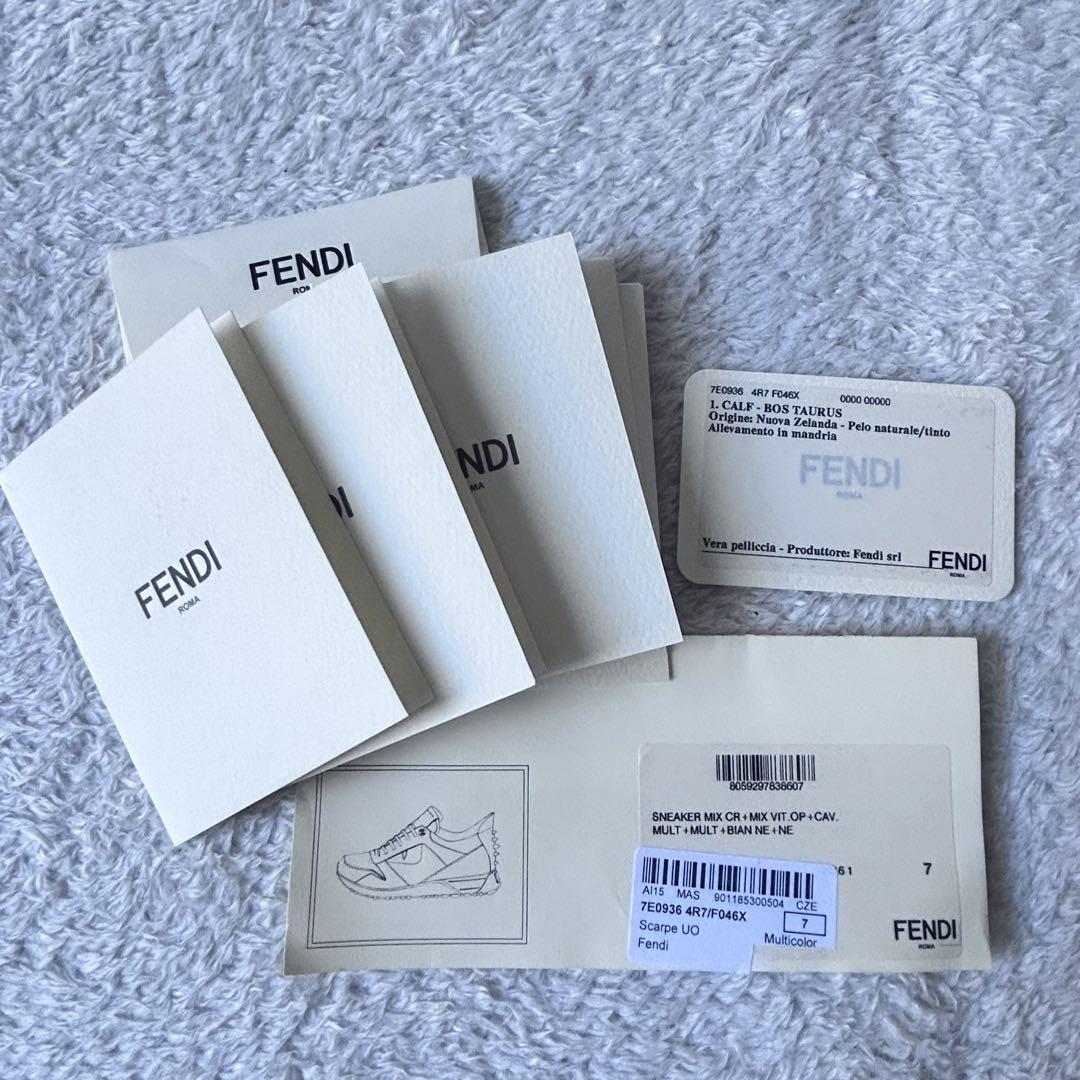 FENDI
FENDI
ROMA
NDI
MA
7E0936 4R7 F046X 0000 00000
1. CALF - BOS TAURUS
Origine: Nuova Zelanda - Pelo naturale/tinto
Allevamento in mandria
FENDI
ROMA
Vera pelliccia - Produttore: Fendi srl
FENDI
ROMA
8059297838607
SNEAKER MIX CR+MIX VIT.OP+CAV.
MULT+MULT+BIAN NE+NE
61 7
AI15 MAS 901185300504 CZE
7E0936 4R7/F046X 7
Scarpe UO
Fendi Multicolor
FENDI
ROMA